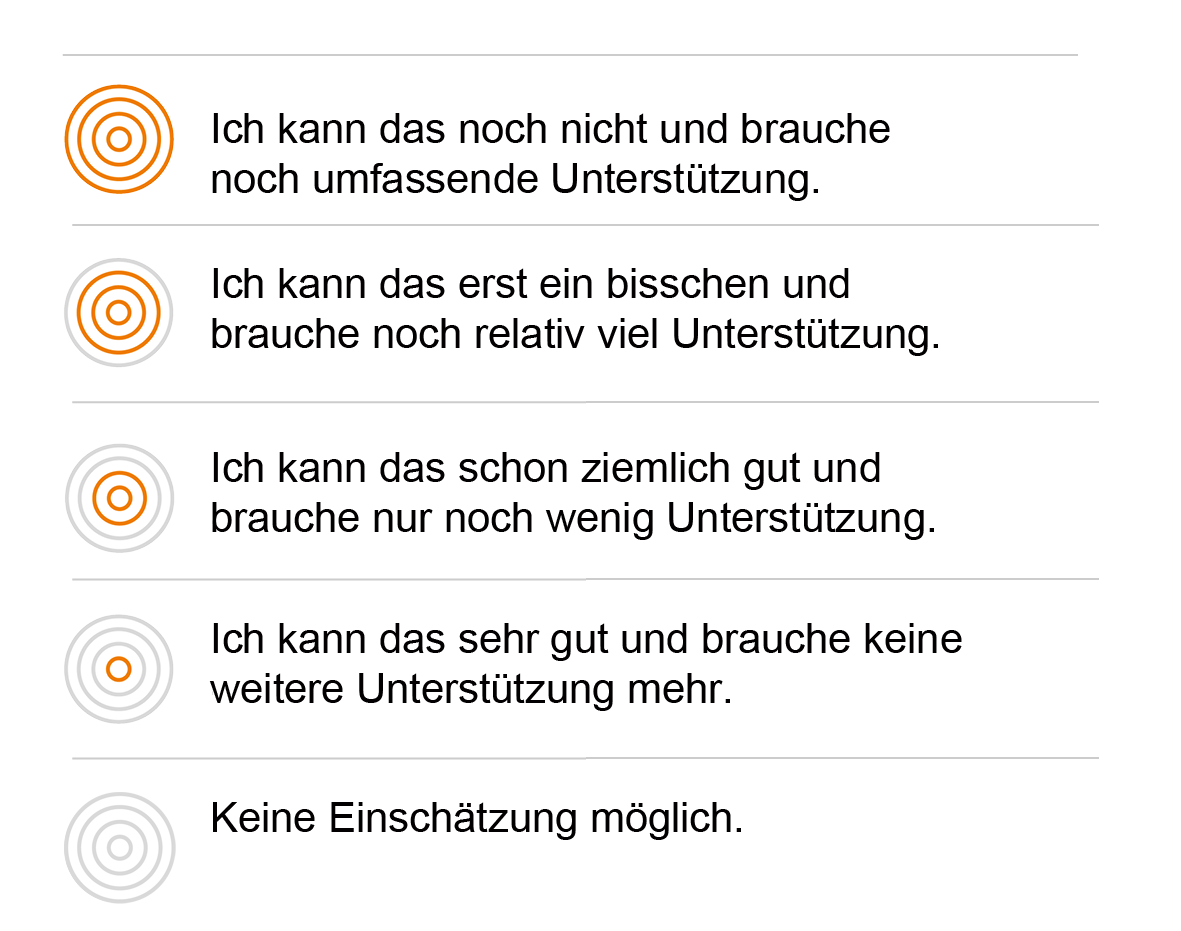 Ich kann das noch nicht und brauche
noch umfassende Unterstützung.
Ich kann das erst ein bisschen und
brauche noch relativ viel Unterstützung.
Ich kann das schon ziemlich gut und
brauche nur noch wenig Unterstützung.
Ich kann das sehr gut und brauche keine
weitere Unterstützung mehr.
Keine Einschätzung möglich.